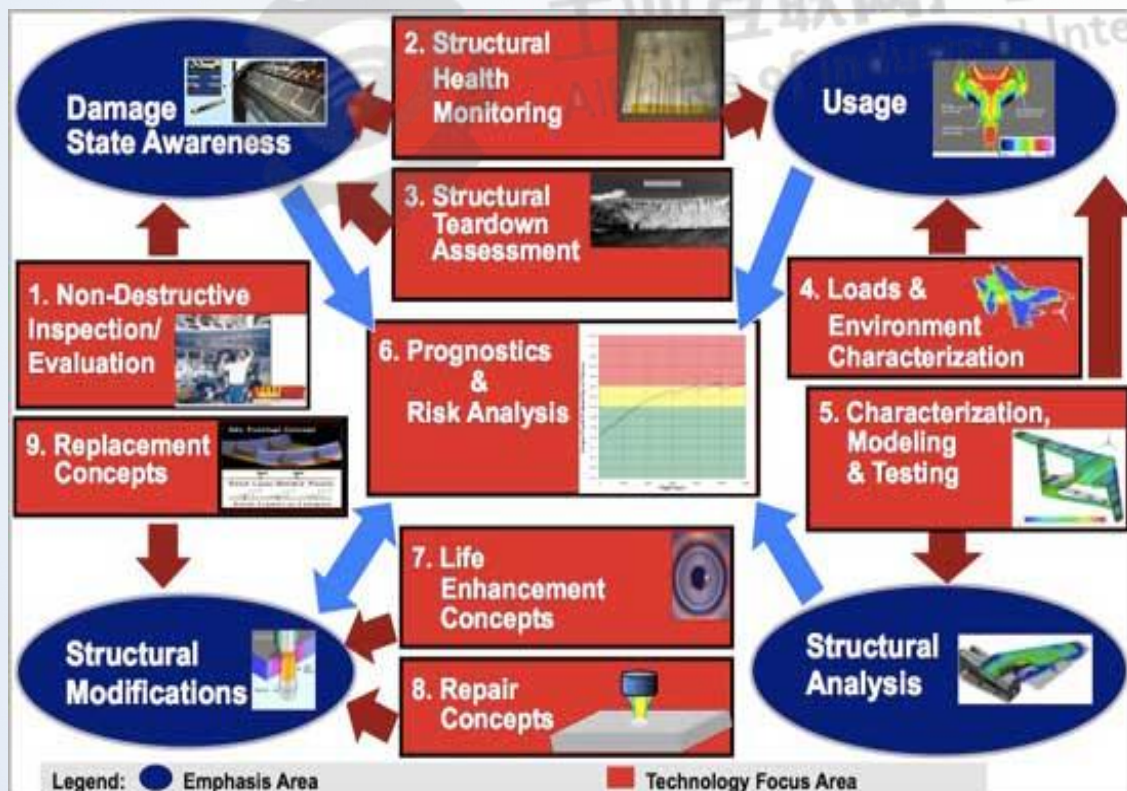 2. Structural
Health
Monitoring
Damage
State Awareness
Usage
3. Structural
Teardown
Assessment
1. Non-Destructive
Inspection/
Evaluation
4. Loads &
Environment
Characterization
6. Prognostics
&
Risk Analysis
9. Replacement
Concepts
5. Characterization,
Modeling
& Testing
7. Life
Enhancement
Concepts
Structural
Modifications
Structural
Analysis
8. Repair
Concepts
Legend: Emphasis Area
Technology Focus Area